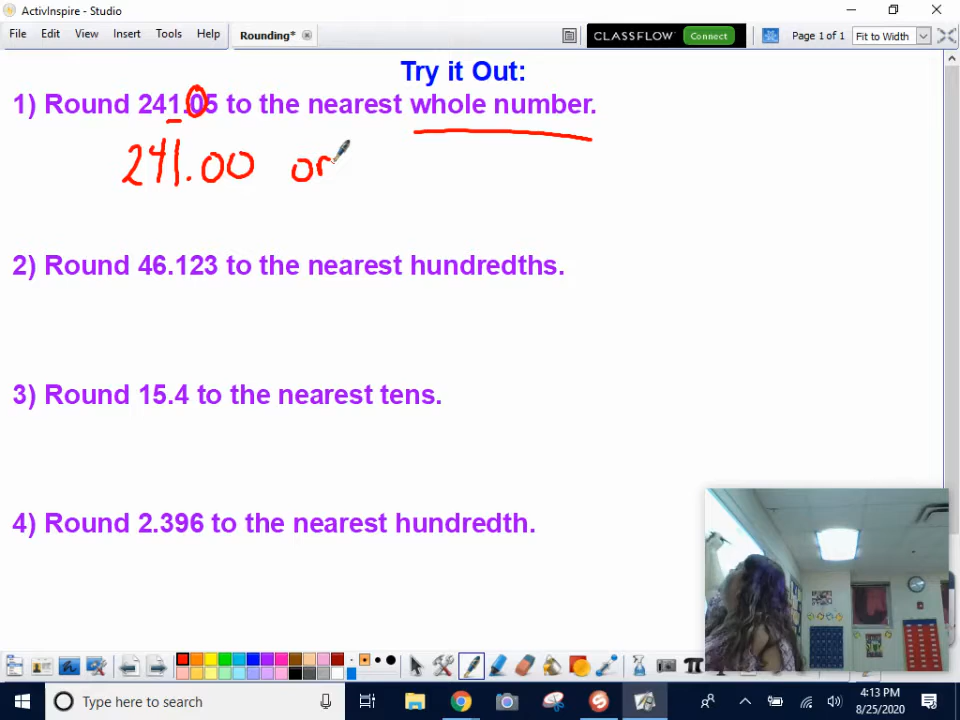 ActivInspire - Studio
File Edit View Insert Tools Help Rounding* CLASSFLOW Connect Page 1 of 1 Fit to Width
Try it Out:
1) Round 241.05 to the nearest whole number.
241.00 or
2) Round 46.123 to the nearest hundredths.
3) Round 15.4 to the nearest tens.
4) Round 2.396 to the nearest hundredth.
Type here to search
4:13 PM
8/25/2020